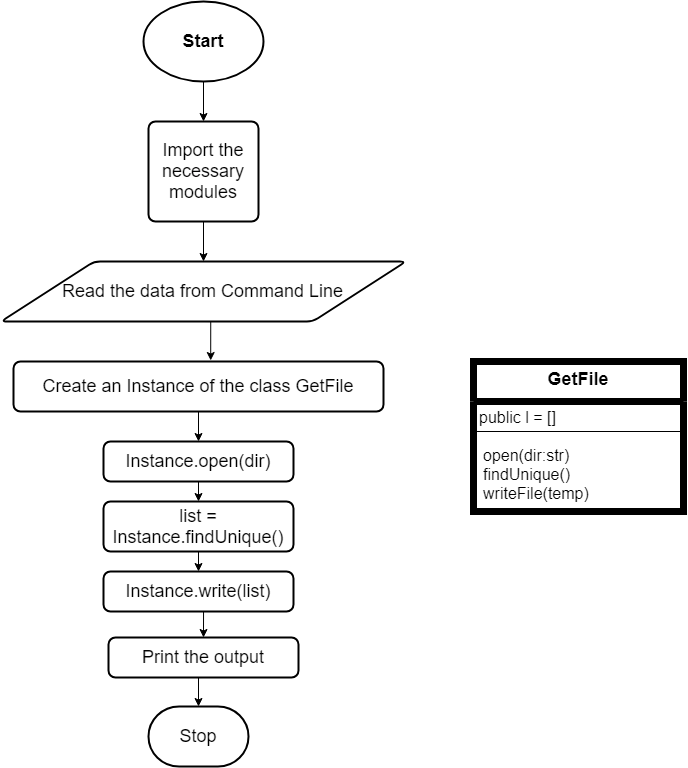 Start
Import the
necessary
modules
Read the data from Command Line
Create an Instance of the class GetFile
Instance.open(dir)
list =
Instance.findUnique()
Instance.write(list)
Print the output
Stop
GetFile
public l = []
open(dir:str)
findUnique()
writeFile(temp)